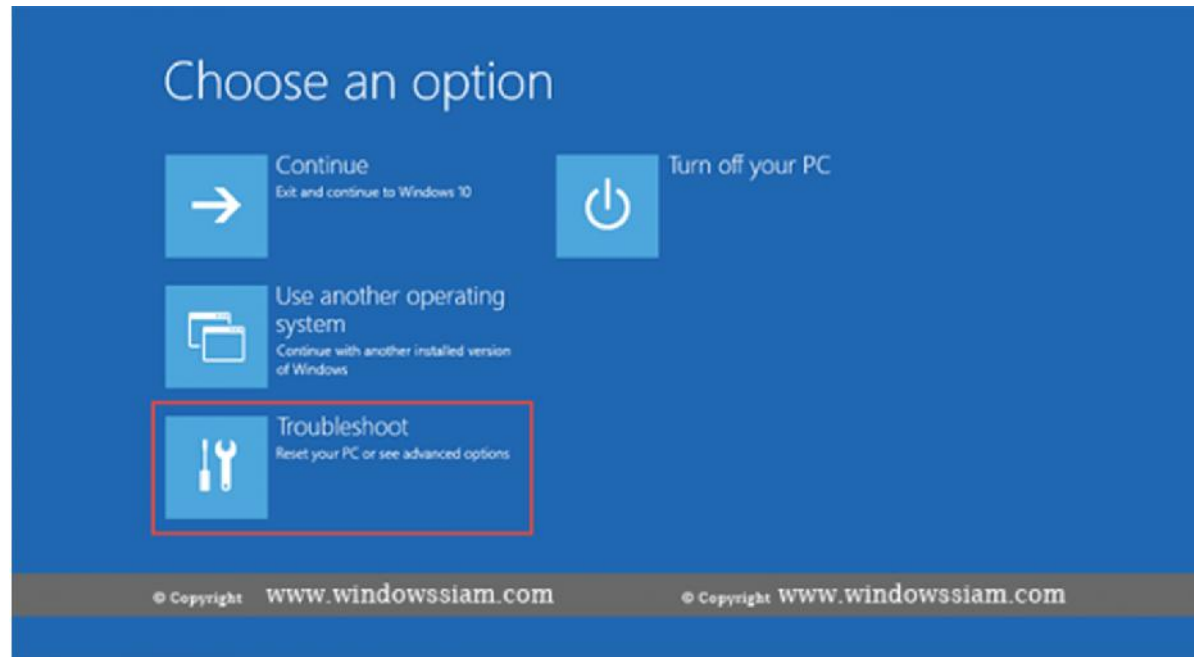 Choose an option
Continue
Exit and continue to Windows 10
Turn off your PC
Use another operating
system
Continue with another installed version
of Windows
Troubleshoot
Reset your PC or see advanced options
© Copyright www.windowssiam.com
© Copyright www.windowssiam.com